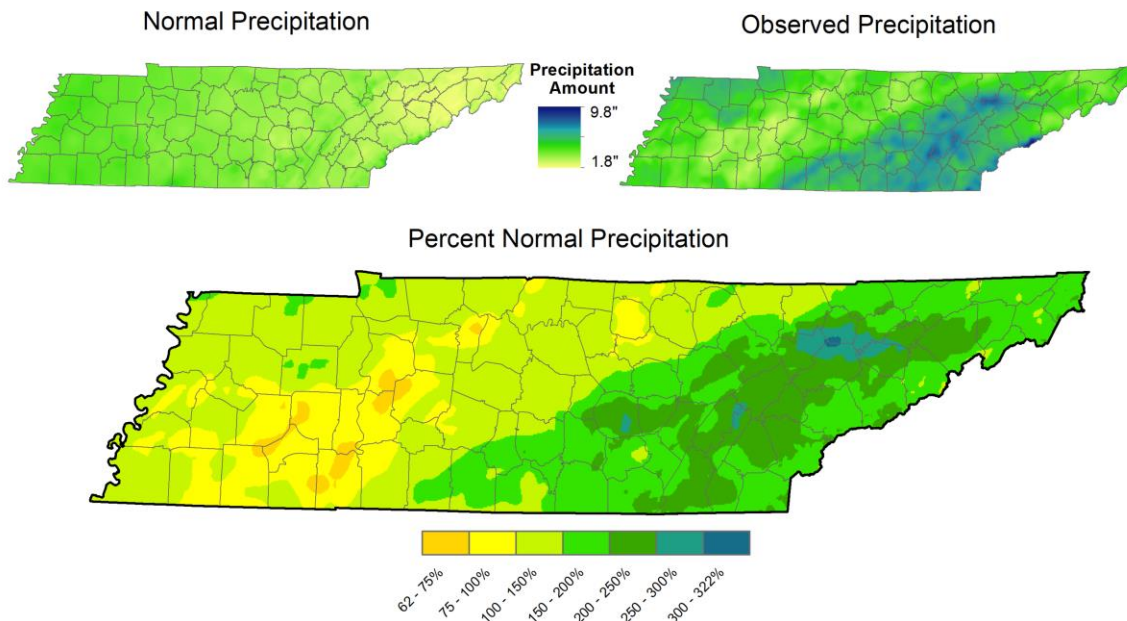 Normal Precipitation
Observed Precipitation
Precipitation
Amount
9.8"
1.8"
Percent Normal Precipitation
62 - 75%
75 - 100%
100 - 150%
150 - 200%
200 - 250%
250 - 300%
300 - 322%